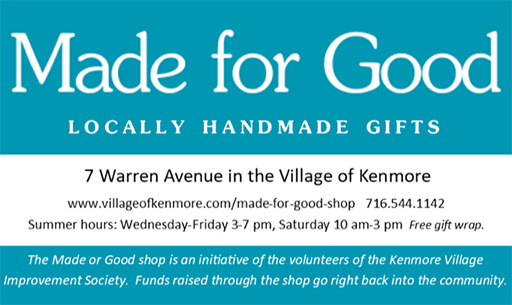 Made for Good
LOCALLY HANDMADE GIFTS
7 Warren Avenue in the Village of Kenmore
www.villageofkenmore.com/made-for-good-shop 716.544.1142
Summer hours: Wednesday-Friday 3-7 pm, Saturday 10 am-3 pm Free gift wrap.
The Made or Good shop is an initiative of the volunteers of the Kenmore Village
Improvement Society. Funds raised through the shop go right back into the community.